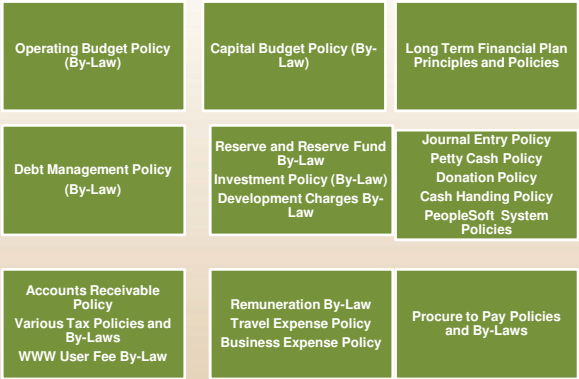 Operating Budget Policy
(By-Law)
Capital Budget Policy (By-
Law)
Long Term Financial Plan
Principles and Policies
Debt Management Policy
(By-Law)
Reserve and Reserve Fund
By-Law
Investment Policy (By-Law)
Development Charges By-
Law
Journal Entry Policy
Petty Cash Policy
Donation Policy
Cash Handing Policy
PeopleSoft System
Policies
Accounts Receivable
Policy
Various Tax Policies and
By-Laws
WWW User Fee By-Law
Remuneration By-Law
Travel Expense Policy
Business Expense Policy
Procure to Pay Policies
and By-Laws